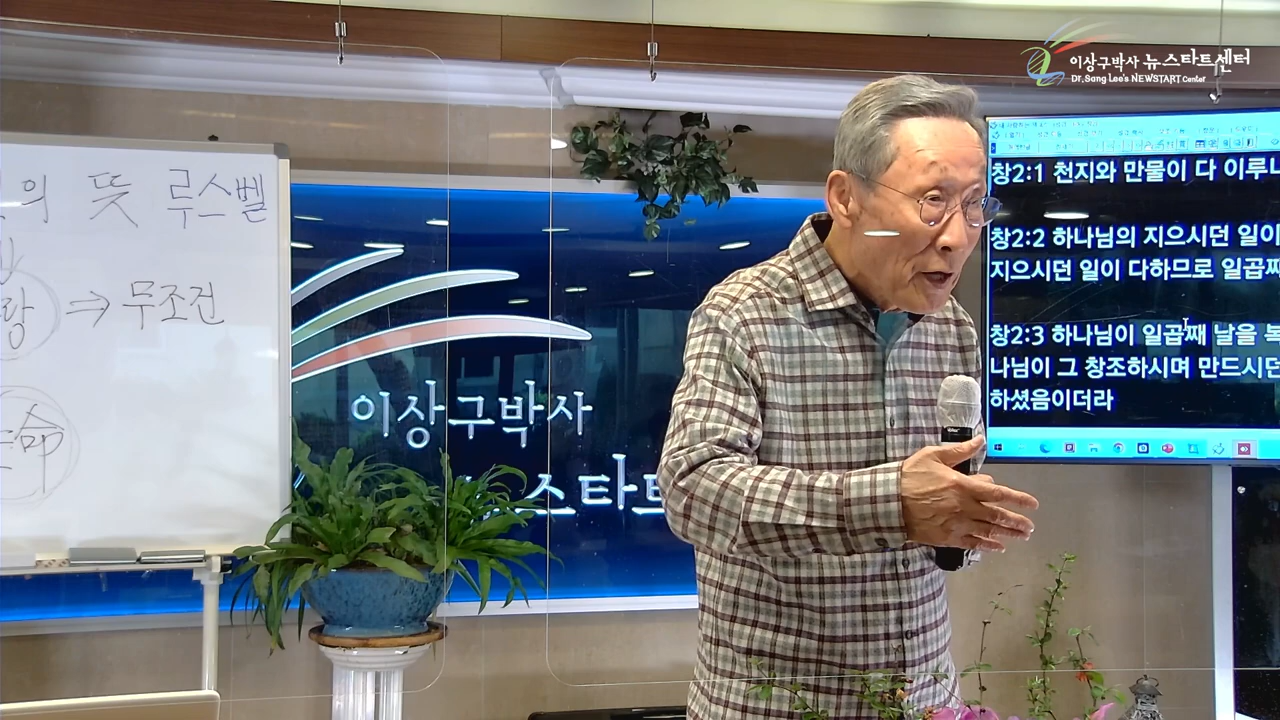 이상구박사 뉴스타트센터
Dr. Sang Lee's NEWSTART Center
의 뜻 루스벨
랑 ⇒ 무조건
命
이상구박사
스타트
창2:1 천지와 만물이 다 이루
창2:2 하나님의 지으시던 일이
지으시던 일이 다하므로 일곱째
창2:3 하나님이 일곱째 날을 복
나님이 그 창조하시며 만드시던
하셨음이더라